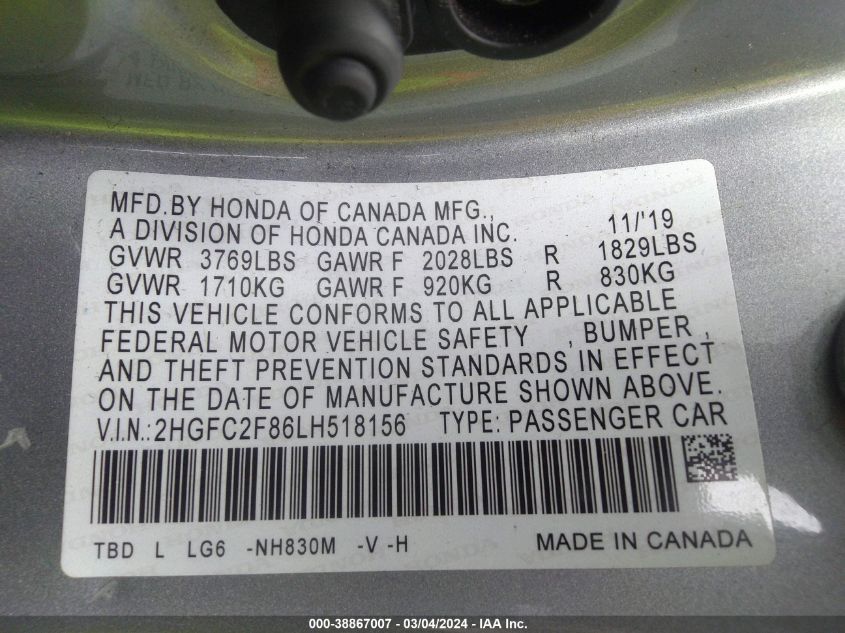 MFD.BY HONDA OF CANADA MFG., 11/'19
A DIVISION OF HONDA CANADA INC.
GVWR 3769LBS GAWR F 2028LBS R 1829LBS
GVWR 1710KG GAWR F 920KG R 830KG
THIS VEHICLE CONFORMS TO ALL APPLICABLE
FEDERAL MOTOR VEHICLE SAFETY , BUMPER ,
AND THEFT PREVENTION STANDARDS IN EFFECT
ON THE DATE OF MANUFACTURE SHOWN ABOVE.
V.I.N.:2HGFC2F86LH518156 TYPE: PASSENGER CAR
TBD L LG6 -NH830M -V -H MADE IN CANADA
000-38867007 - 03/04/2024 - IAA Inc.